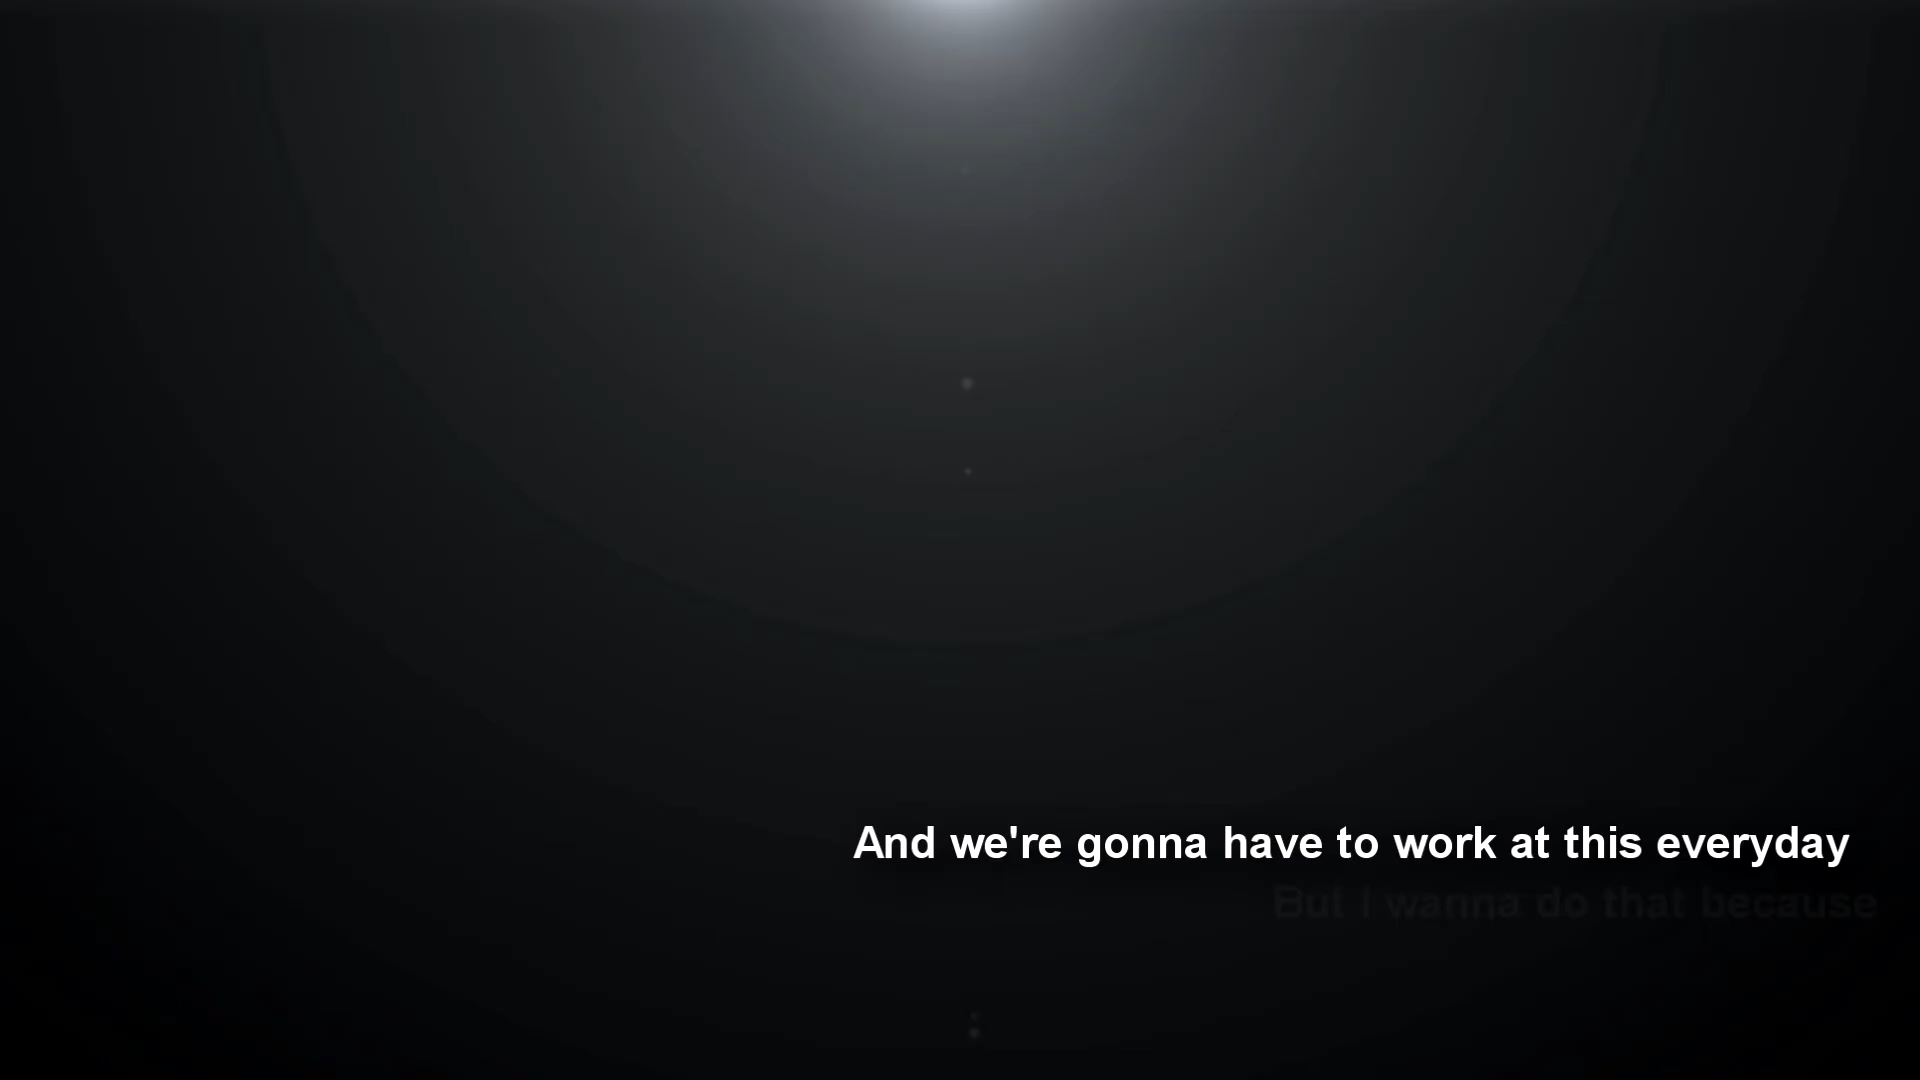 And we're gonna have to work at this everyday
But I wanna do that because